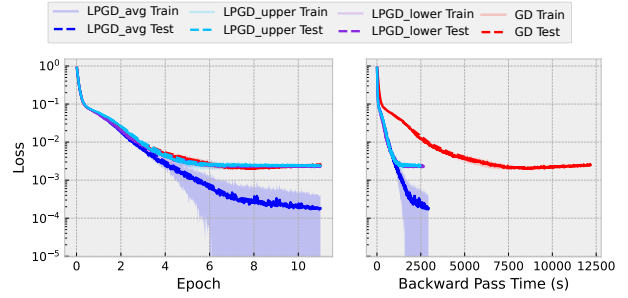 LPGD_avg Train LPGD_upper Train LPGD_lower Train GD Train
LPGD_avg Test LPGD_upper Test LPGD_lower Test GD Test
10⁰
10⁻¹
10⁻²
10⁻³
10⁻⁴
10⁻⁵
Loss
0 2 4 6 8 10
Epoch
0 2500 5000 7500 10000 12500
Backward Pass Time (s)